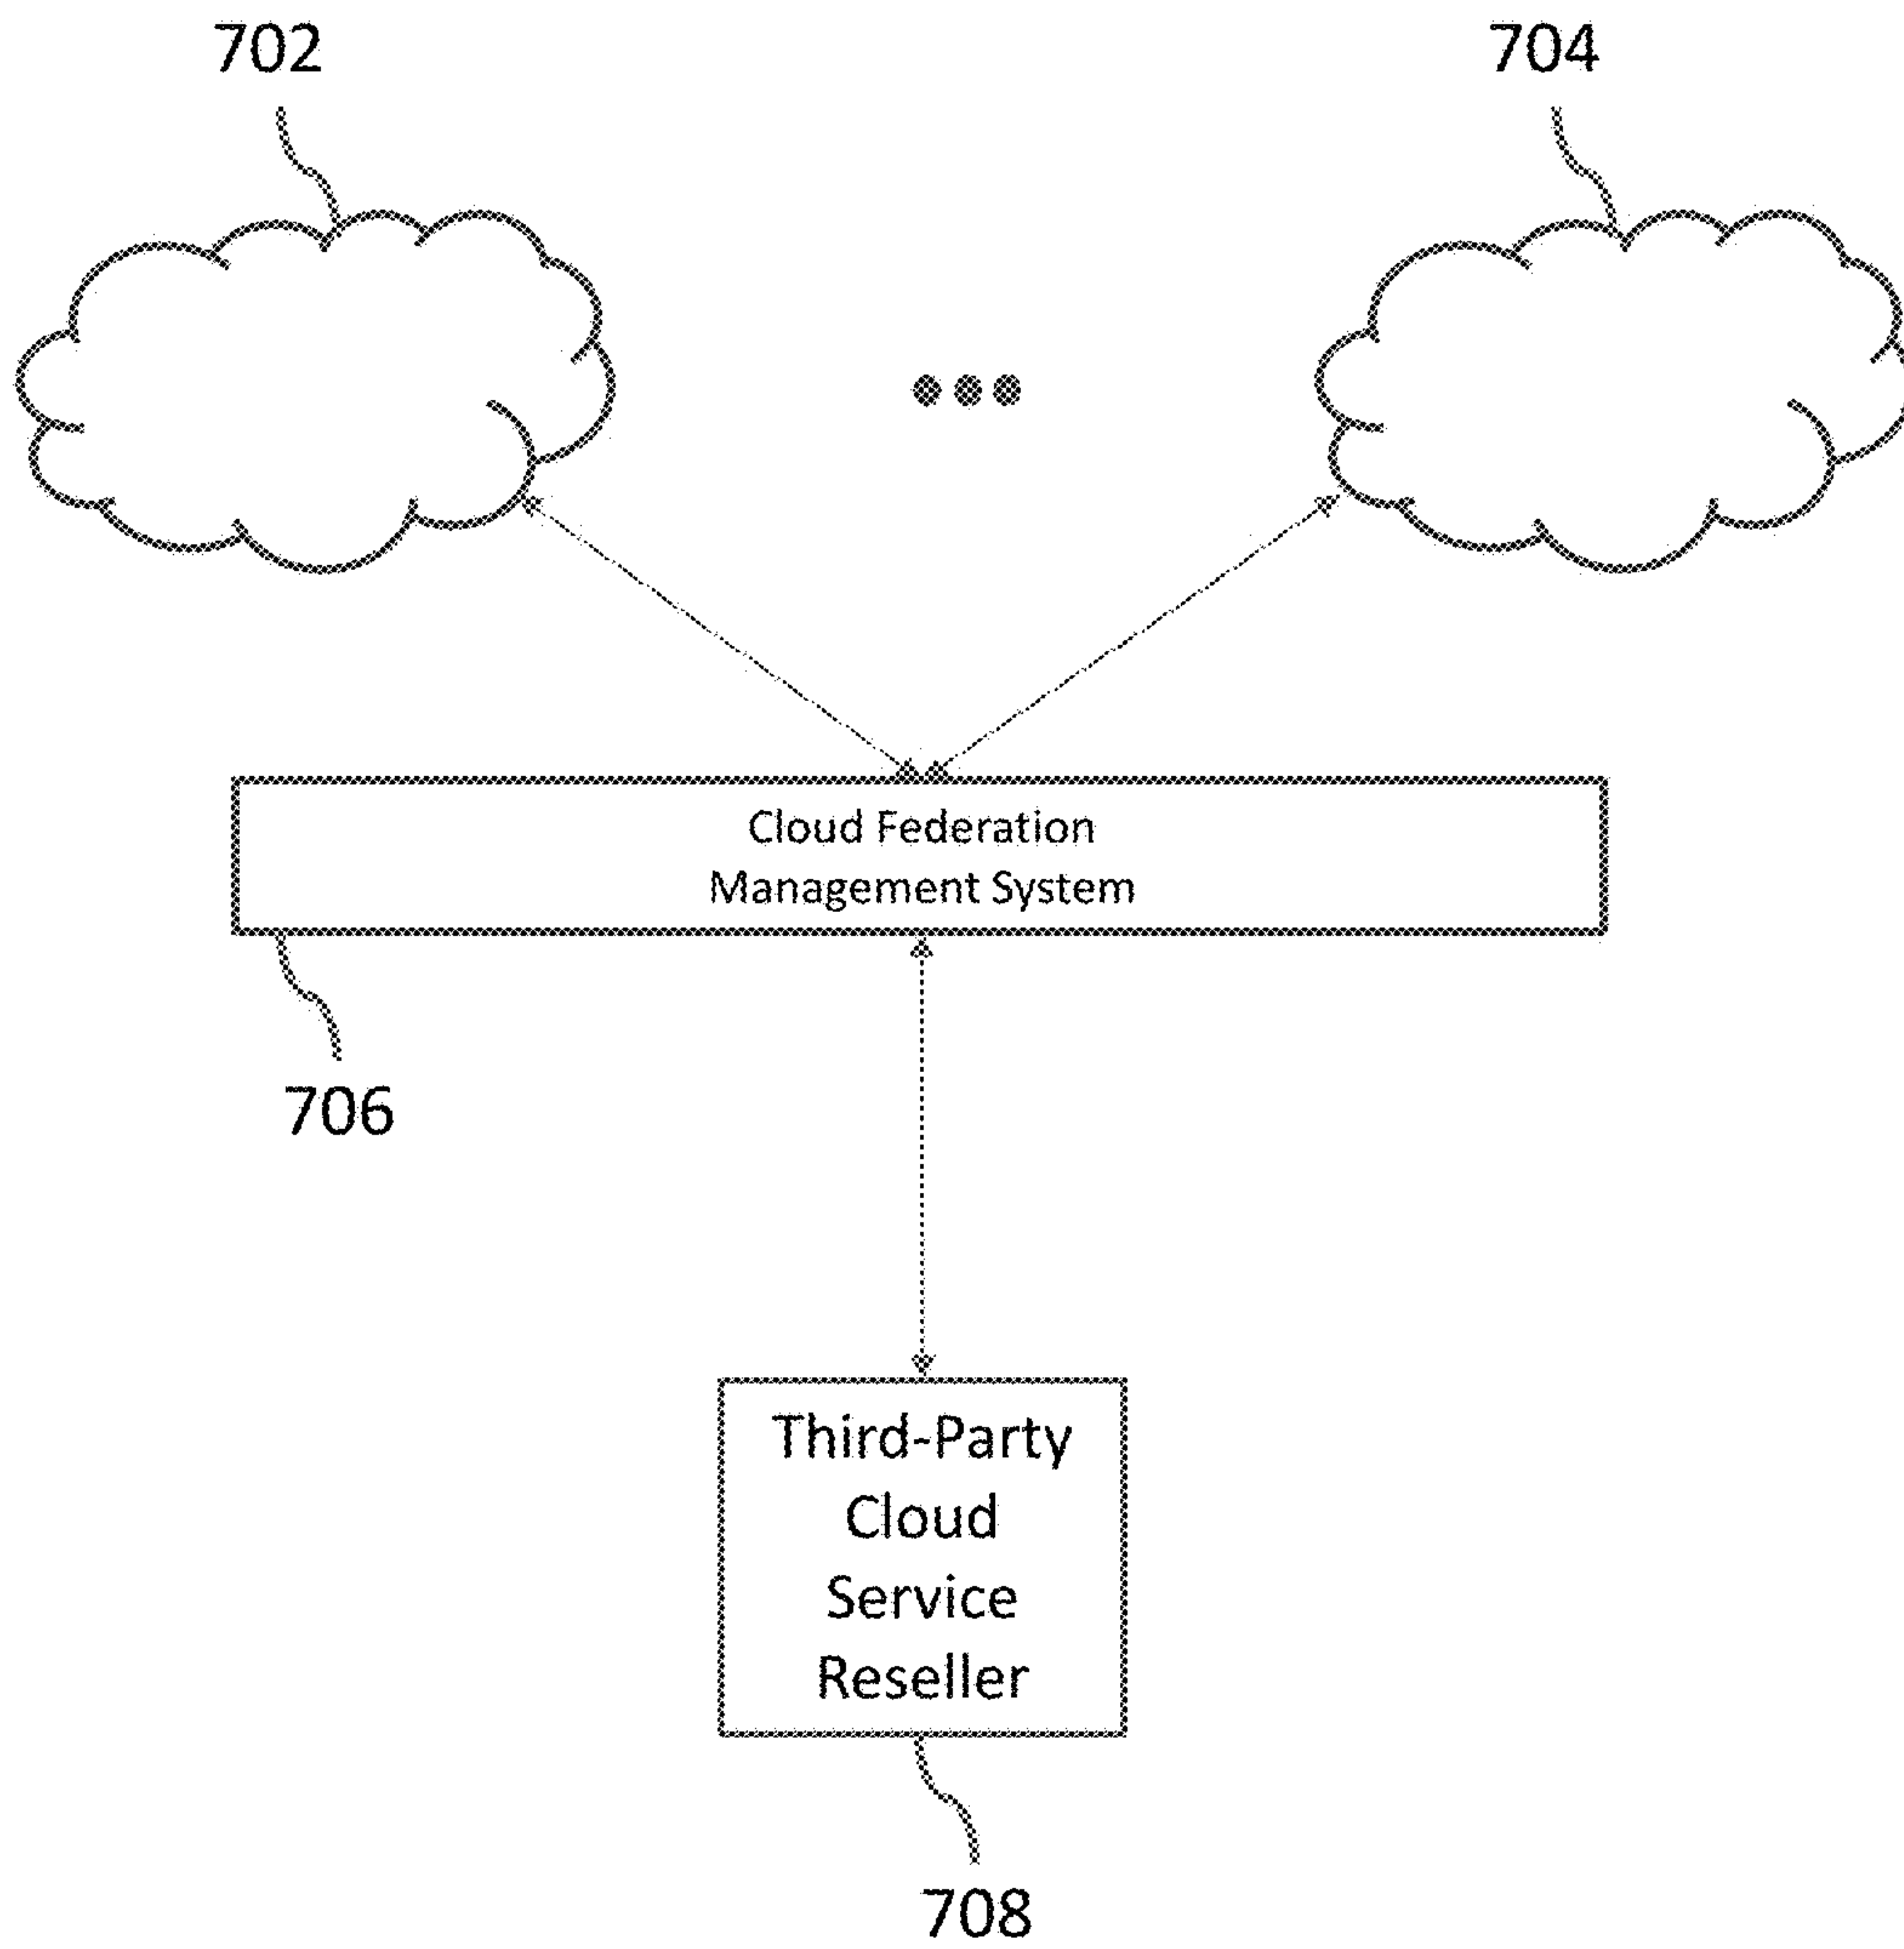 702
704
Cloud Federation
Management System
706
Third-Party
Cloud
Service
Reseller
708